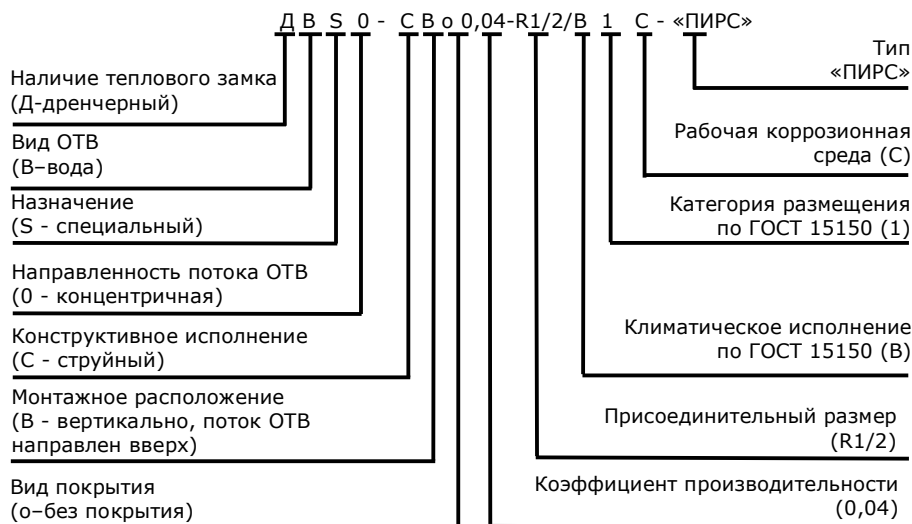 Д В S 0 - С В о 0,04-R1/2/В 1 С - «ПИРС»
Наличие теплового замка
(Д-дренчерный)
Вид ОТВ
(В–вода)
Назначение
(S - специальный)
Направленность потока ОТВ
(0 - концентричная)
Конструктивное исполнение
(С - струйный)
Монтажное расположение
(В - вертикально, поток ОТВ
направлен вверх)
Вид покрытия
(о–без покрытия)
Тип
«ПИРС»
Рабочая коррозионная
среда (С)
Категория размещения
по ГОСТ 15150 (1)
Климатическое исполнение
по ГОСТ 15150 (В)
Присоединительный размер
(R1/2)
Коэффициент производительности
(0,04)